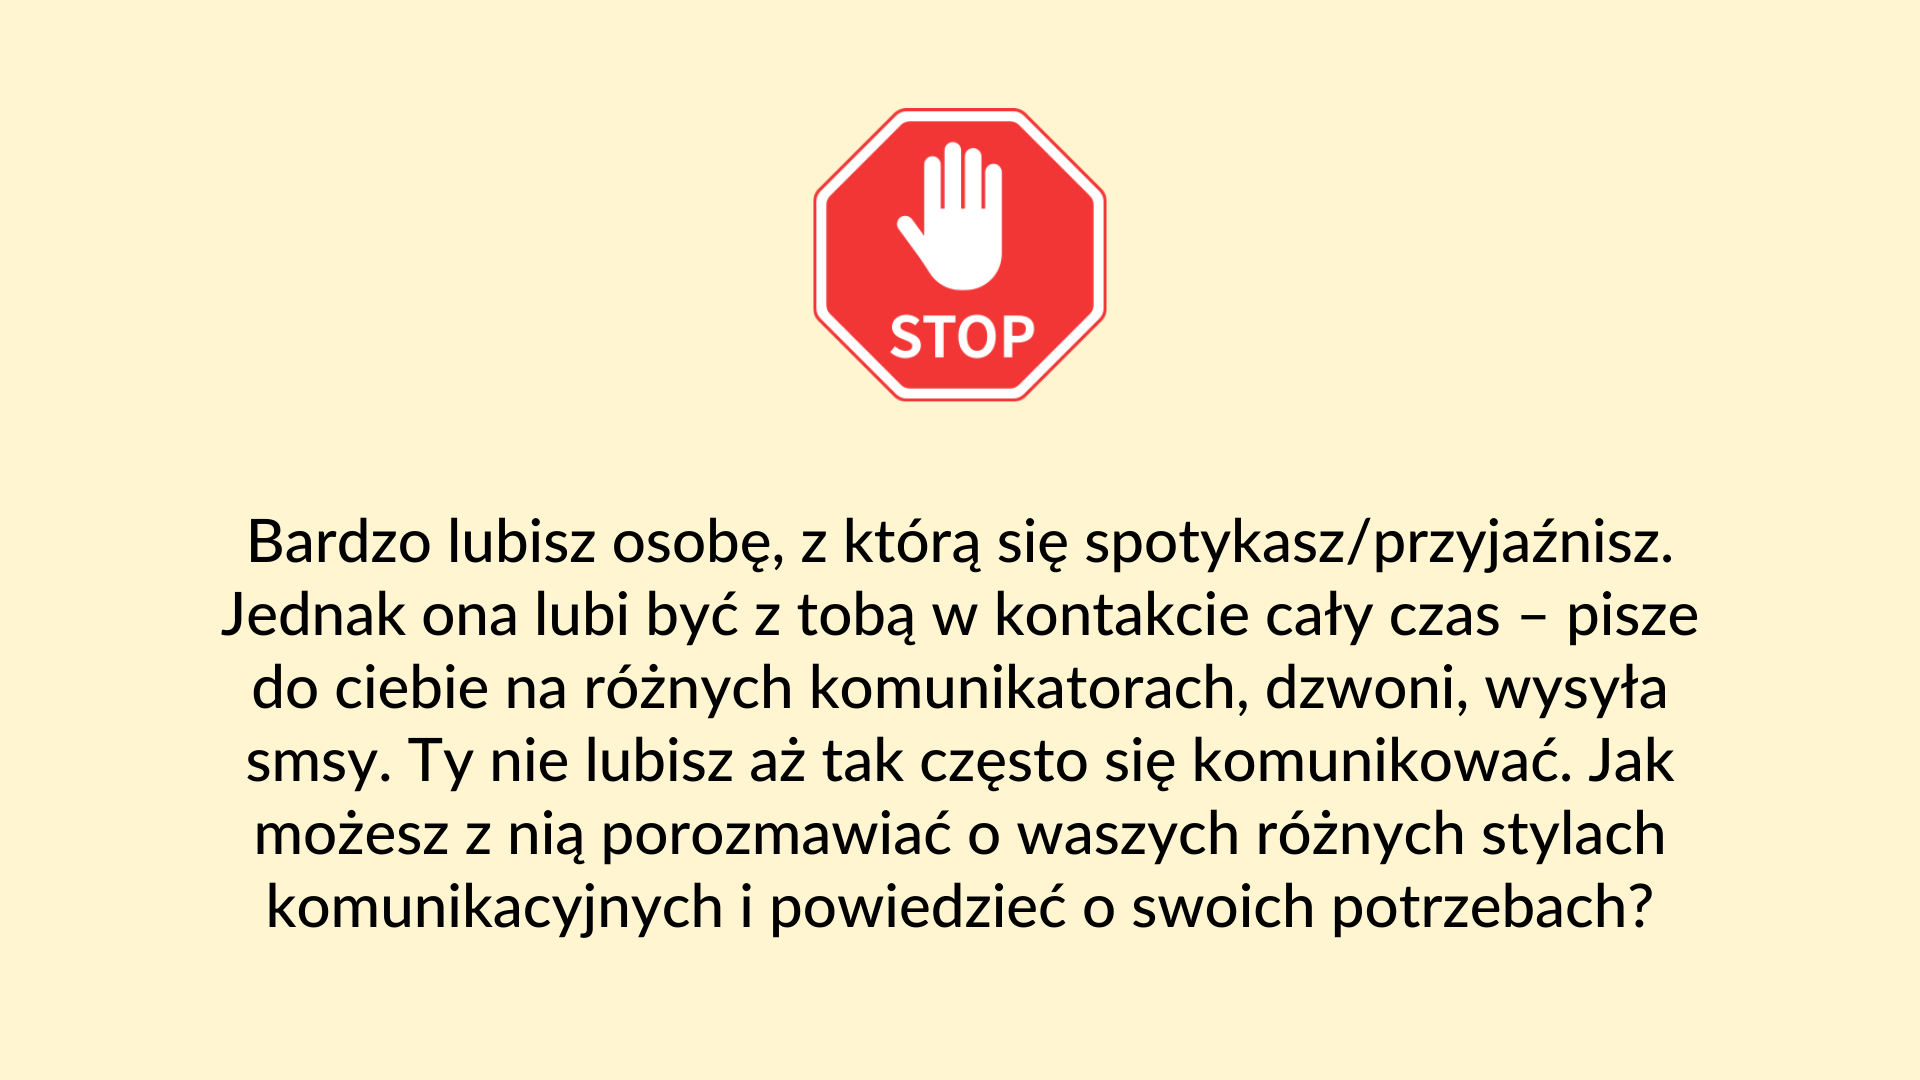 STOP
Bardzo lubisz osobę, z którą się spotykasz/przyjaźnisz.
Jednak ona lubi być z tobą w kontakcie cały czas – pisze
do ciebie na różnych komunikatorach, dzwoni, wysyła
smsy. Ty nie lubisz aż tak często się komunikować. Jak
możesz z nią porozmawiać o waszych różnych stylach
komunikacyjnych i powiedzieć o swoich potrzebach?